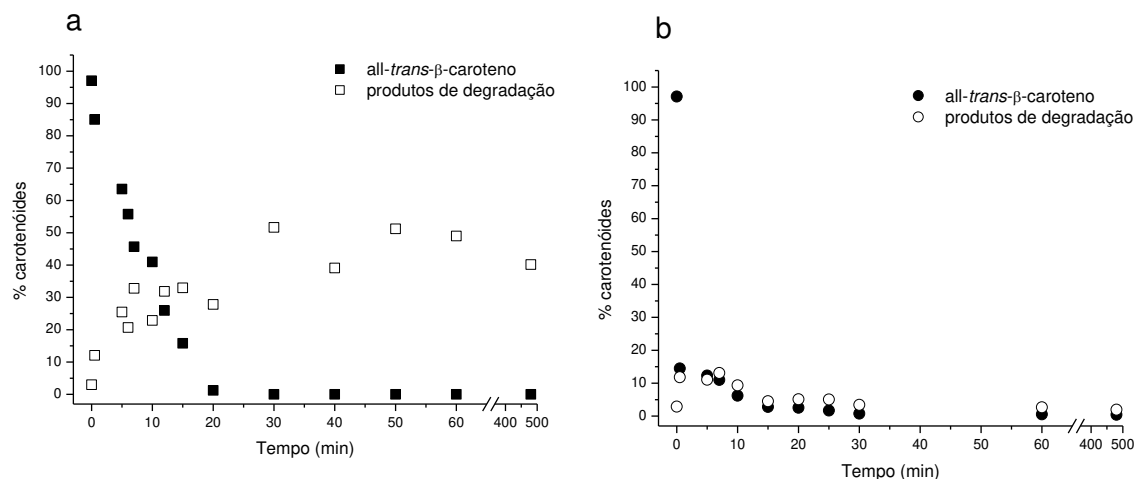 a
all-trans-β-caroteno
produtos de degradação
100
90
80
70
60
50
40
30
20
10
0
% carotenóides
0 10 20 30 40 50 60 400 500
Tempo (min)
b
all-trans-β-caroteno
produtos de degradação
100
90
80
70
60
50
40
30
20
10
0
% carotenóides
0 10 20 30 40 50 60 400 500
Tempo (min)